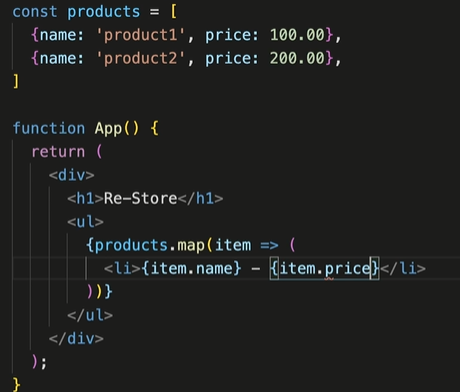 const products = [
  {name: 'product1', price: 100.00},
  {name: 'product2', price: 200.00},
]

function App() {
  return (
    <div>
      <h1>Re-Store</h1>
      <ul>
        {products.map(item => (
          <li>{item.name} - {item.price}</li>
        ))}
      </ul>
    </div>
  );
}